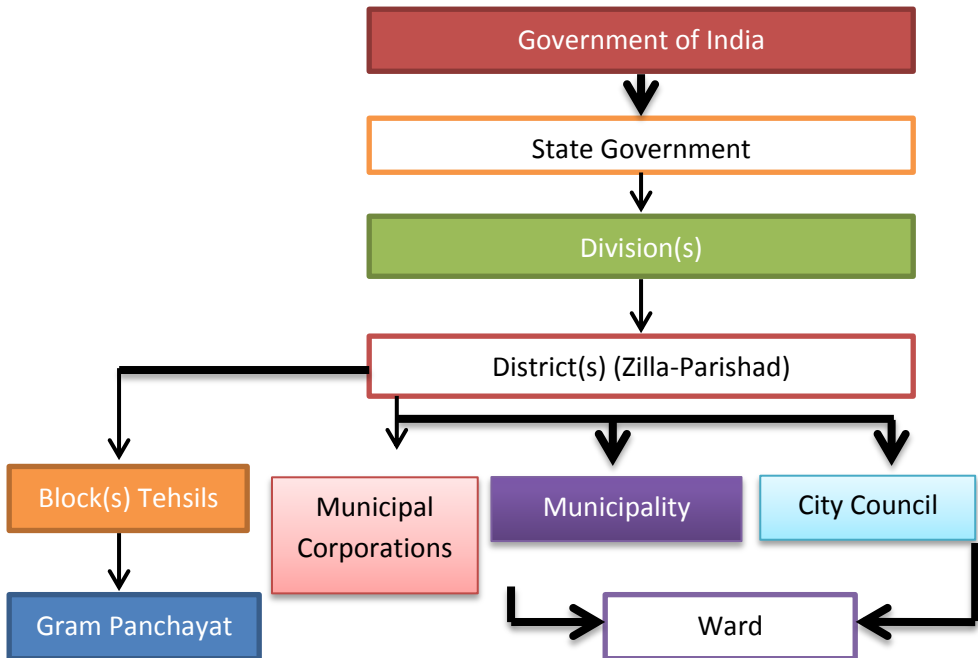 Government of India
State Government
Division(s)
District(s) (Zilla-Parishad)
Block(s) Tehsils
Municipal
Corporations
Municipality
City Council
Gram Panchayat
Ward